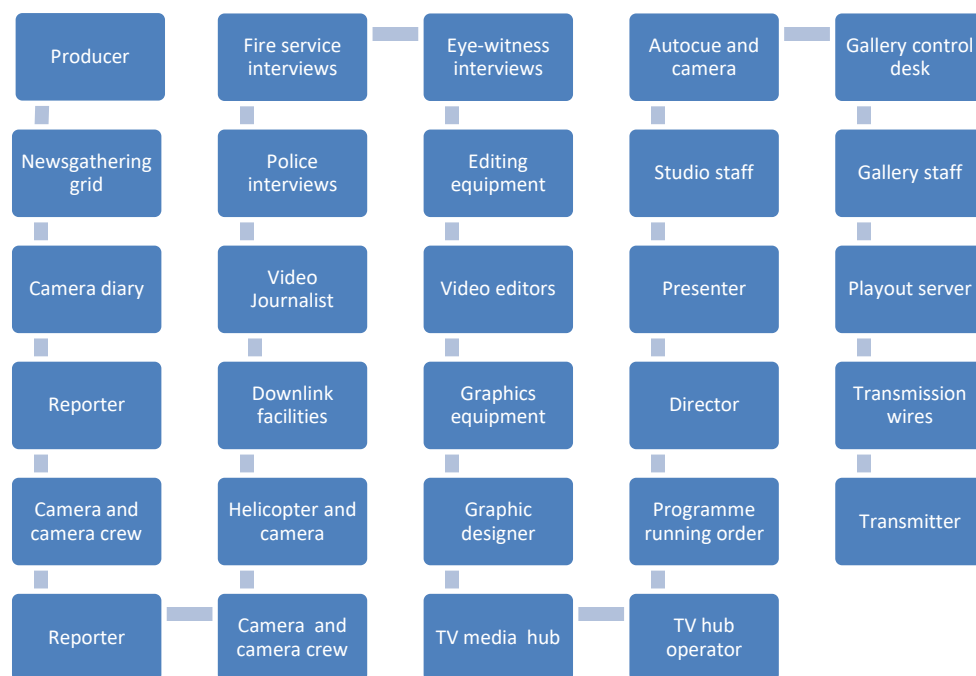 Producer
Newsgathering
grid
Camera diary
Reporter
Camera and
camera crew
Reporter
Camera and
camera crew
Helicopter and
camera
Downlink
facilities
Video
Journalist
Police
interviews
Fire service
interviews
Eye-witness
interviews
Editing
equipment
Video editors
Graphics
equipment
Graphic
designer
TV media hub
TV hub
operator
Programme
running order
Director
Presenter
Studio staff
Autocue and
camera
Gallery control
desk
Gallery staff
Playout server
Transmission
wires
Transmitter